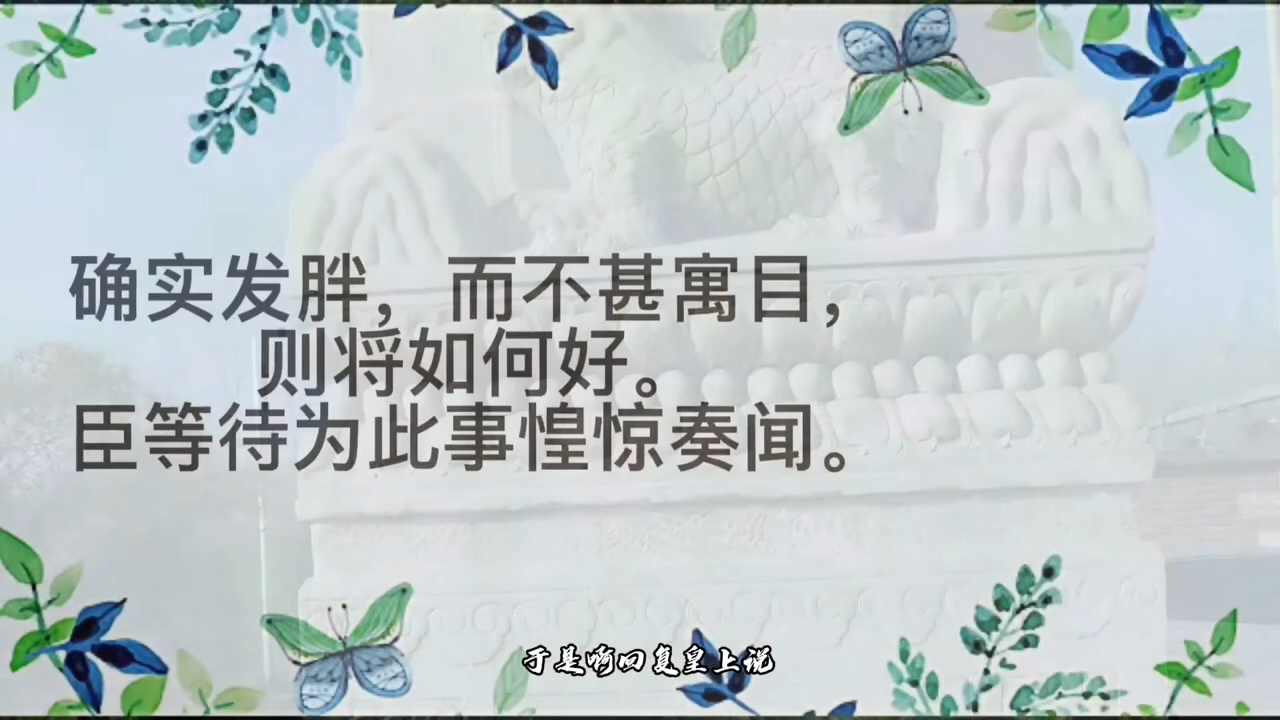 确实发胖，而不甚寓目，
则将如何好。
臣等待为此事惶惊奏闻。
于是啊回复皇上说